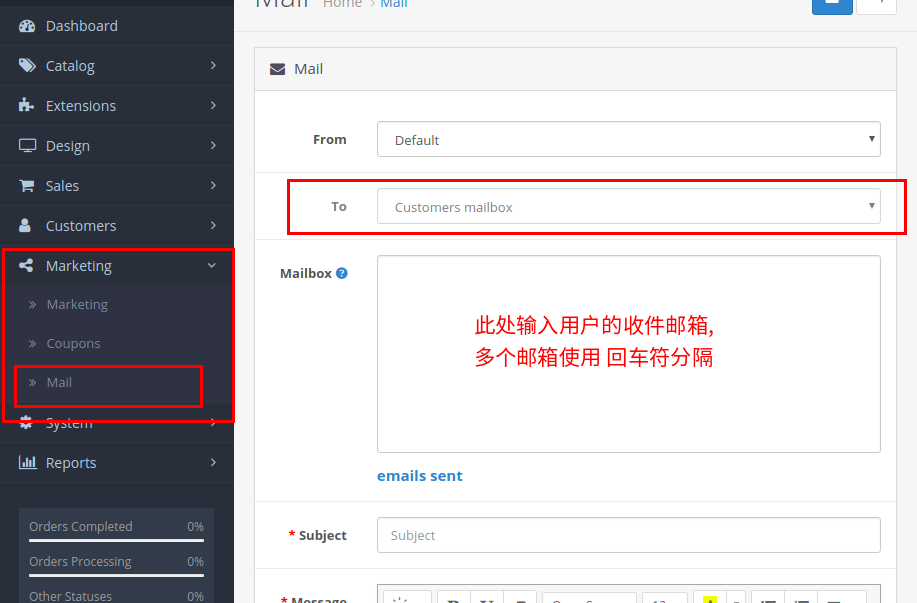 Mail
Home › Mail
Dashboard
Catalog
Extensions
Design
Sales
Customers
Marketing
» Marketing
» Coupons
» Mail
System
Reports
Orders Completed 0%
Orders Processing 0%
Other Statuses 0%
Mail
From Default
To Customers mailbox
Mailbox
此处输入用户的收件邮箱,
多个邮箱使用 回车符分隔
emails sent
* Subject Subject
* Message